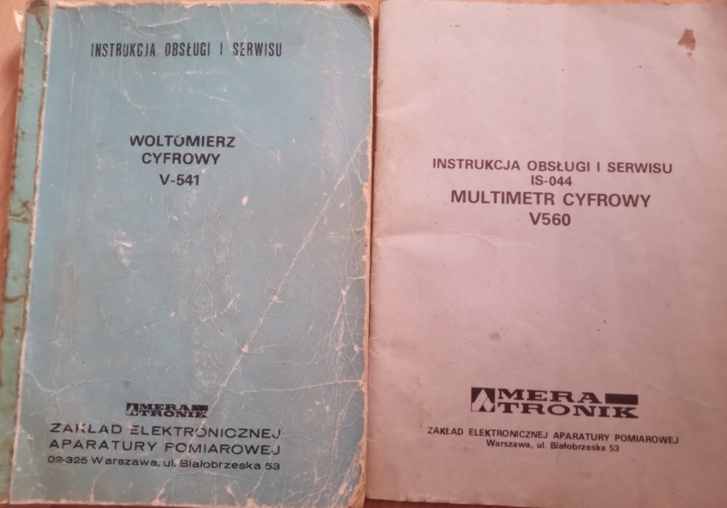 INSTRUKCJA OBSŁUGI I SERWISU
WOLTOMIERZ
CYFROWY
V-541
MERA
TRONIK
ZAKŁAD ELEKTRONICZNEJ
APARATURY POMIAROWEJ
02-325 Warszawa, ul. Białobrzeska 53
INSTRUKCJA OBSŁUGI I SERWISU
IS-044
MULTIMETR CYFROWY
V560
MERA
TRONIK
ZAKŁAD ELEKTRONICZNEJ APARATURY POMIAROWEJ
Warszawa, ul. Białobrzeska 53